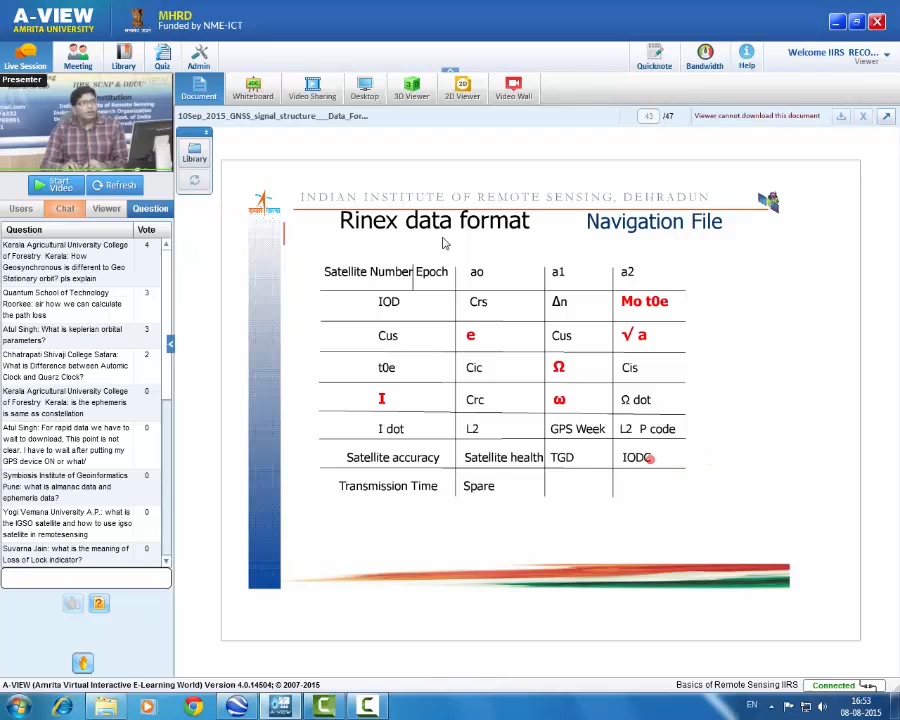 A-VIEW
AMRITA UNIVERSITY
MHRD
Funded by NME-ICT
Live Session
Meeting
Library
Quiz
Admin
Quicknote
Bandwidth
Help
Welcome IIRS RECO...
Viewer
Presenter
Document
Whiteboard
Video Sharing
Desktop
3D Viewer
2D Viewer
Video Wall
10Sep_2015_GNSS_signal_structure___Data_For...
43 /47
Viewer cannot download this document
Library
Start Video
Refresh
Users
Chat
Viewer
Question
Question Vote
Kerala Agricultural University College 4
of Forestry Kerala: How
Geosynchronous is different to Geo
Stationary orbit? pls explain
Quantum School of Technology 3
Roorkee: air how we can calculate
the path loss
Atul Singh: What is keplerian orbital 3
parameters?
Chhatrapati Shivaji College Satara: 2
What is Difference between Automic
Clock and Quarz Clock?
Kerala Agricultural University College 0
of Forestry Kerala: is the ephemeris
is same as constellation
Atul Singh: For rapid data we have to 0
wait to download, This point is not
clear. I have to wait after putting my
GPS device ON or what/
Symbiosis Institute of Geoinformatics 0
Pune: what is almanac data and
ephemeris data?
Yogi Vemana University A.P.: what is 0
the IGSO satellite and how to use igso
satellite in remotesensing
Suvarna Jain: what is the meaning of 0
Loss of Lock indicator?
INDIAN INSTITUTE OF REMOTE SENSING, DEHRADUN
Rinex data format Navigation File
Satellite Number Epoch ao a1 a2
IOD Crs Δn Mo t0e
Cus e Cus √ a
t0e Cic Ω Cis
I Crc ω Ω dot
I dot L2 GPS Week L2 P code
Satellite accuracy Satellite health TGD IODC
Transmission Time Spare
A-VIEW (Amrita Virtual Interactive E-Learning World) Version 4.0.14504; © 2007-2015
Basics of Remote Sensing IIRS
Connected
EN
16:53
08-08-2015